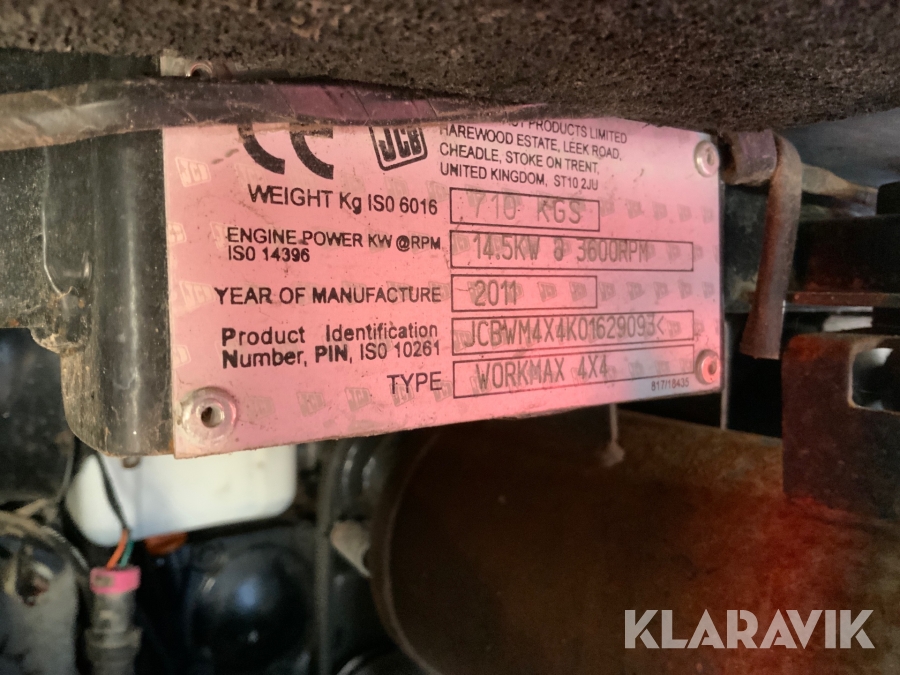 CE JCB
PRODUCTS LIMITED
HAREWOOD ESTATE, LEEK ROAD,
CHEADLE, STOKE ON TRENT,
UNITED KINGDOM, ST10 2JU
WEIGHT Kg ISO 6016 710 KGS
ENGINE POWER KW @RPM 14.5KW @ 3600RPM
ISO 14396
YEAR OF MANUFACTURE 2011
Product Identification JCBWM4X4K01629093<
Number, PIN, ISO 10261
TYPE WORKMAX 4X4
817/18435
KLARAVIK